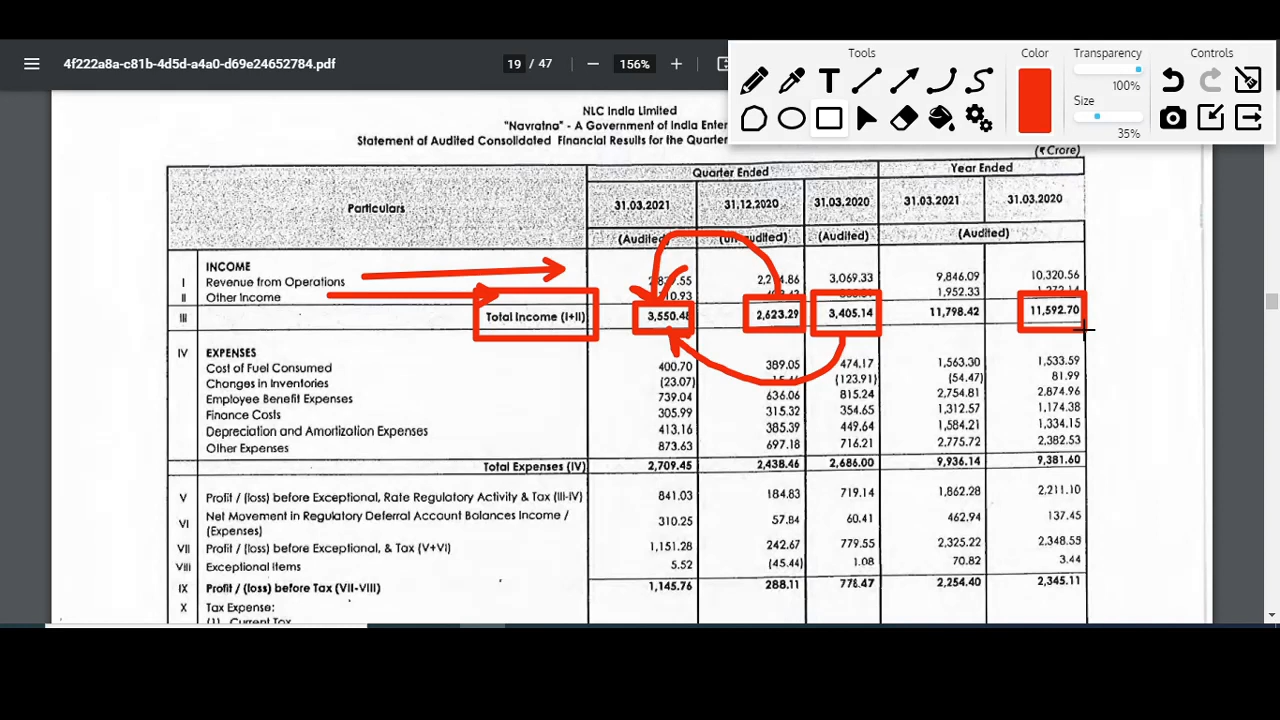 4f222a8a-c81b-4d5d-a4a0-d69e24652784.pdf 19 / 47 156%
Tools Color Transparency Controls
100%
Size
35%
NLC India Limited
"Navratna" - A Government of India Enter
Statement of Audited Consolidated Financial Results for the Quarter
(₹ Crore)
Particulars Quarter Ended Year Ended
31.03.2021 31.12.2020 31.03.2020 31.03.2021 31.03.2020
(Audited) (Audited) (Audited)
INCOME
I Revenue from Operations 3,069.33 9,846.09 10,320.56
II Other Income 1,952.33
III Total Income (I+II) 3,550.48 2,623.29 3,405.14 11,798.42 11,592.70
IV EXPENSES
Cost of Fuel Consumed 400.70 389.05 474.17 1,563.30 1,533.59
Changes in Inventories (23.07) (123.91) (54.47) 81.99
Employee Benefit Expenses 739.04 636.06 815.24 2,754.81 2,874.96
Finance Costs 305.99 315.32 354.65 1,312.57 1,174.38
Depreciation and Amortization Expenses 413.16 385.39 449.64 1,584.21 1,334.15
Other Expenses 873.63 697.18 716.21 2,775.72 2,382.53
Total Expenses (IV) 2,709.45 2,438.46 2,686.00 9,936.14 9,381.60
V Profit / (loss) before Exceptional, Rate Regulatory Activity & Tax (III-IV) 841.03 184.83 719.14 1,862.28 2,211.10
VI Net Movement in Regulatory Deferral Account Balances Income /
(Expenses) 310.25 57.84 60.41 462.94 137.45
VII Profit / (loss) before Exceptional, & Tax (V+VI) 1,151.28 242.67 779.55 2,325.22 2,348.55
VIII Exceptional Items 5.52 (45.44) 1.08 70.82 3.44
IX Profit / (loss) before Tax (VII-VIII) 1,145.76 288.11 778.47 2,254.40 2,345.11
X Tax Expense:
(1) Current Tax